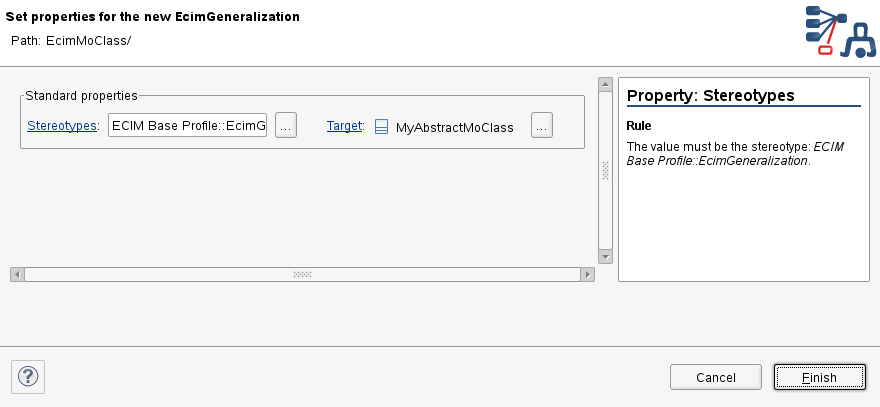 Set properties for the new EcimGeneralization
Path: EcimMoClass/
Standard properties
Stereotypes: ECIM Base Profile::EcimG ... Target: MyAbstractMoClass ...
Property: Stereotypes
Rule
The value must be the stereotype: ECIM
Base Profile::EcimGeneralization.
?
Cancel
Finish